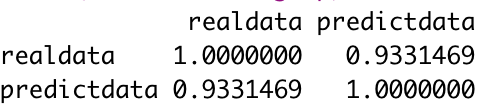 realdata predictdata
realdata 1.0000000 0.9331469
predictdata 0.9331469 1.0000000